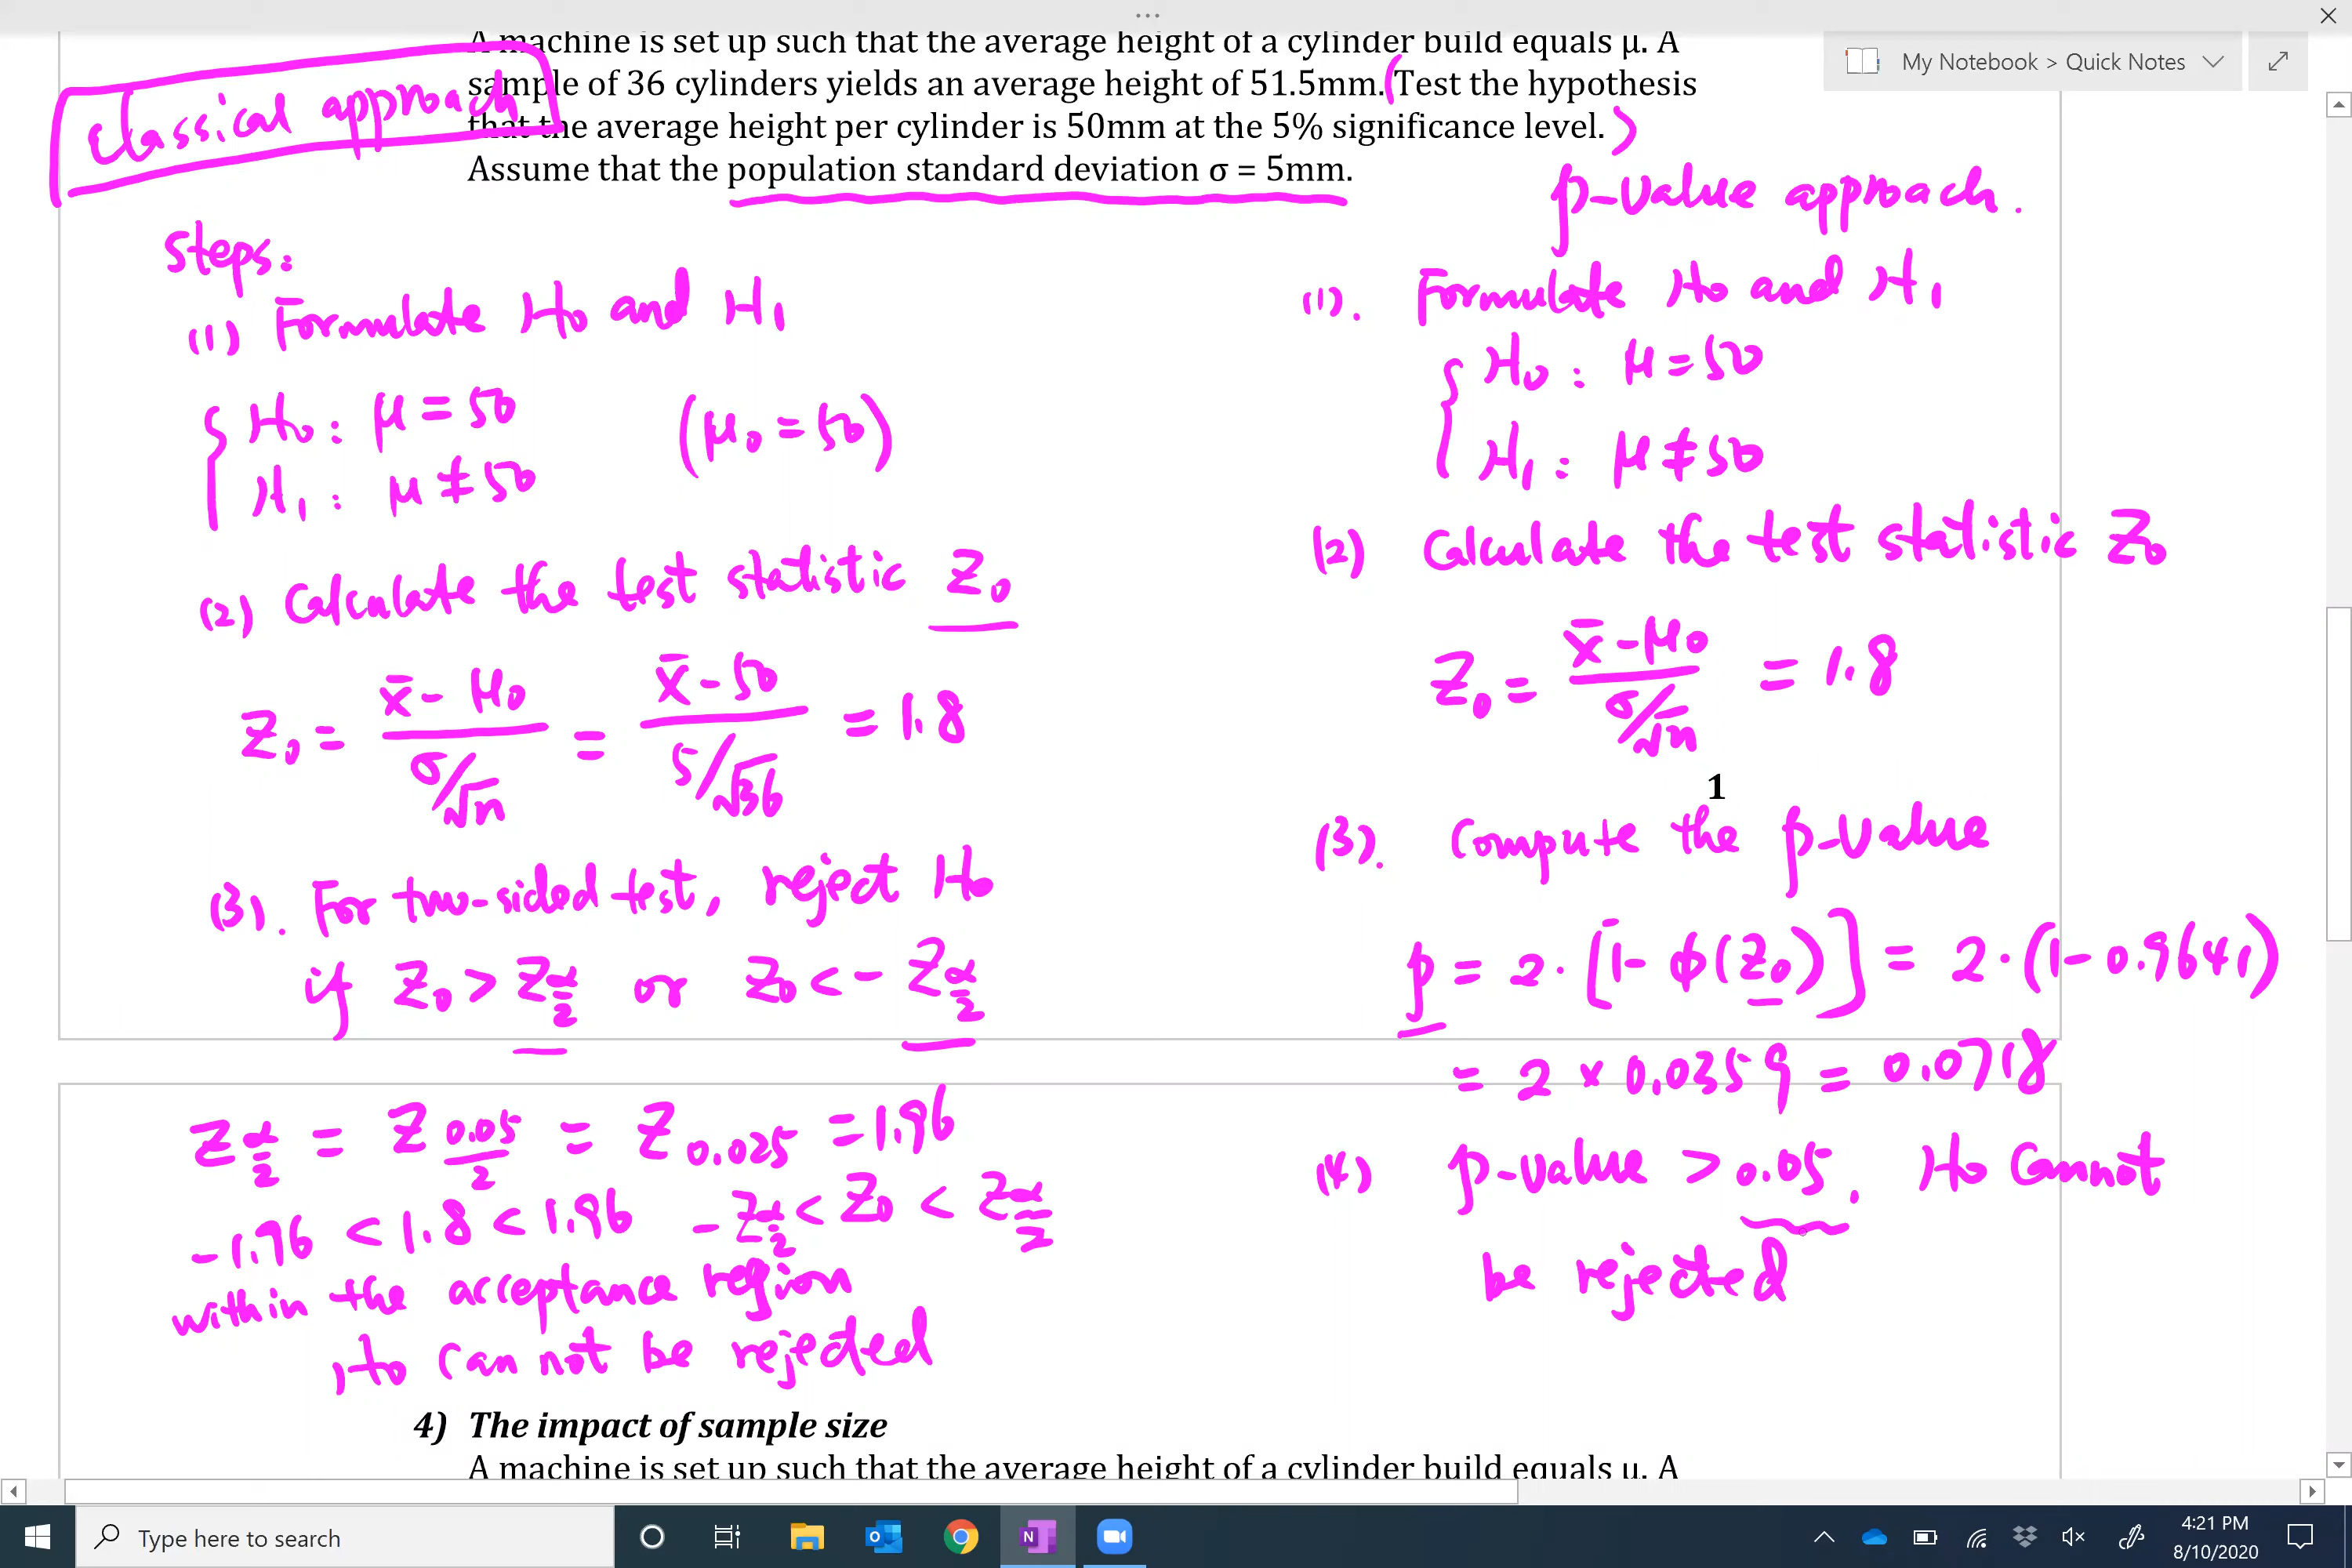 A machine is set up such that the average height of a cylinder build equals μ. A
sample of 36 cylinders yields an average height of 51.5mm. (Test the hypothesis
that the average height per cylinder is 50mm at the 5% significance level. )
Assume that the population standard deviation σ = 5mm.
My Notebook > Quick Notes
Classical approach
Steps:
(1) Formulate H₀ and H₁
H₀: μ = 50 (μ₀ = 50)
H₁: μ ≠ 50
(2) Calculate the test statistic Z₀
Z₀ = (x̄ - μ₀)/(σ/√n) = (x̄ - 50)/(5/√36) = 1.8
(3). For two-sided test, reject H₀
if Z₀ > Z α/2 or Z₀ < - Z α/2
Z α/2 = Z 0.05/2 = Z 0.025 = 1.96
-1.96 < 1.8 < 1.96 - Z α/2 < Z₀ < Z α/2
within the acceptance region
H₀ can not be rejected
p-value approach.
(1). Formulate H₀ and H₁
H₀: μ = 50
H₁: μ ≠ 50
(2) Calculate the test statistic Z₀
Z₀ = (x̄ - μ₀)/(σ/√n) = 1.8
1
(3). Compute the p-value
p = 2 · [1 - φ(Z₀)] = 2 · (1 - 0.9641)
= 2 × 0.0359 = 0.0718
(4) p-value > 0.05. H₀ cannot
be rejected
4) The impact of sample size
A machine is set up such that the average height of a cylinder build equals μ. A
Type here to search
4:21 PM
8/10/2020